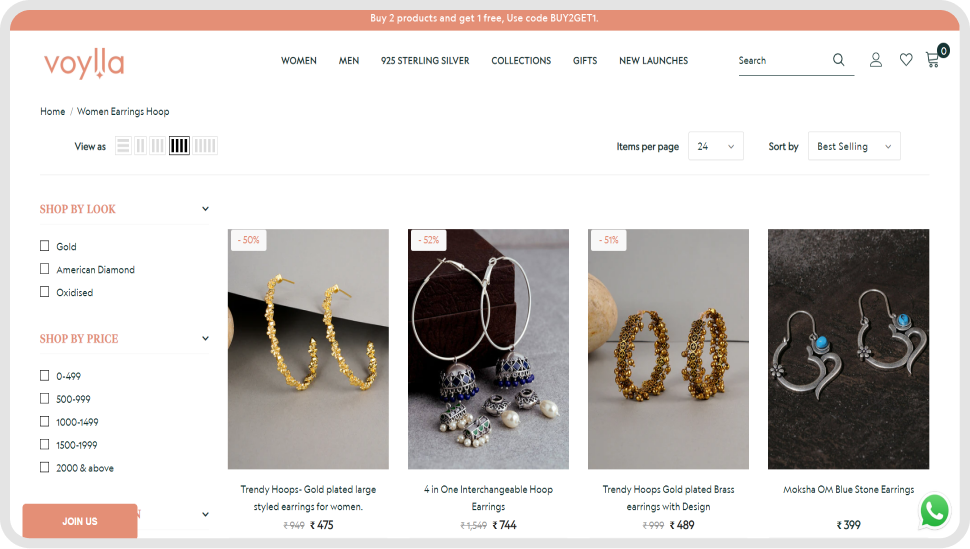 Buy 2 products and get 1 free, Use code BUY2GET1.
voylla
WOMEN MEN 925 STERLING SILVER COLLECTIONS GIFTS NEW LAUNCHES Search 0
Home / Women Earrings Hoop
View as Items per page 24 Sort by Best Selling
SHOP BY LOOK
Gold
American Diamond
Oxidised
SHOP BY PRICE
0-499
500-999
1000-1499
1500-1999
2000 & above
N
JOIN US
- 50%
Trendy Hoops- Gold plated large
styled earrings for women.
₹ 949 ₹ 475
- 52%
4 in One Interchangeable Hoop
Earrings
₹ 1,549 ₹ 744
- 51%
Trendy Hoops Gold plated Brass
earrings with Design
₹ 999 ₹ 489
Moksha OM Blue Stone Earrings
₹ 399